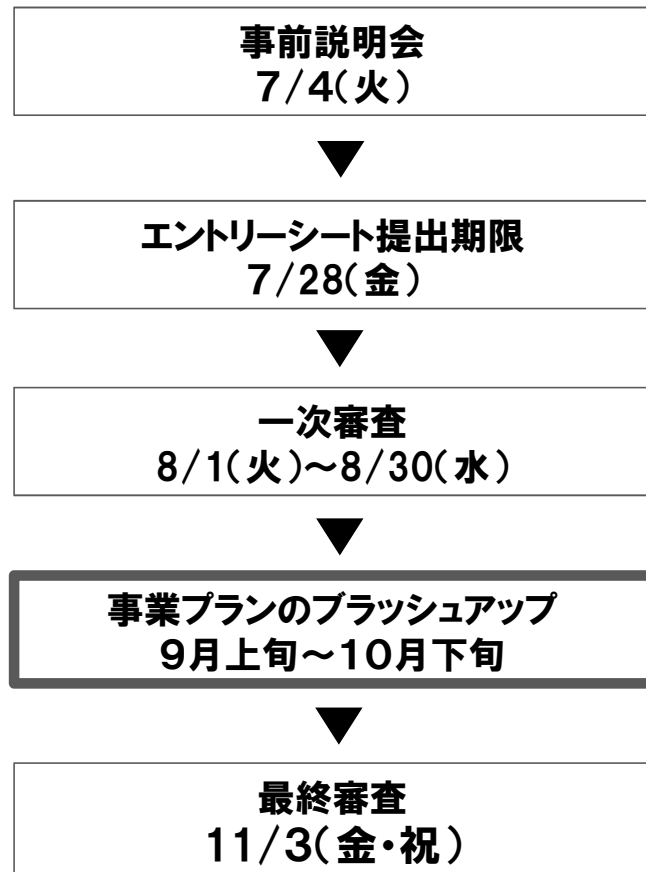 事前説明会
7/4(火)
エントリーシート提出期限
7/28(金)
一次審査
8/1(火)～8/30(水)
事業プランのブラッシュアップ
９月上旬～１０月下旬
最終審査
11/3(金・祝)